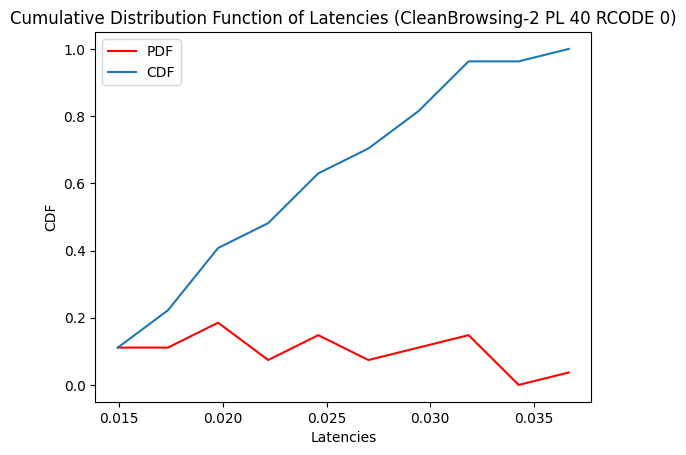 Cumulative Distribution Function of Latencies (CleanBrowsing-2 PL 40 RCODE 0)
PDF
CDF
CDF
1.0
0.8
0.6
0.4
0.2
0.0
0.015
0.020
0.025
0.030
0.035
Latencies